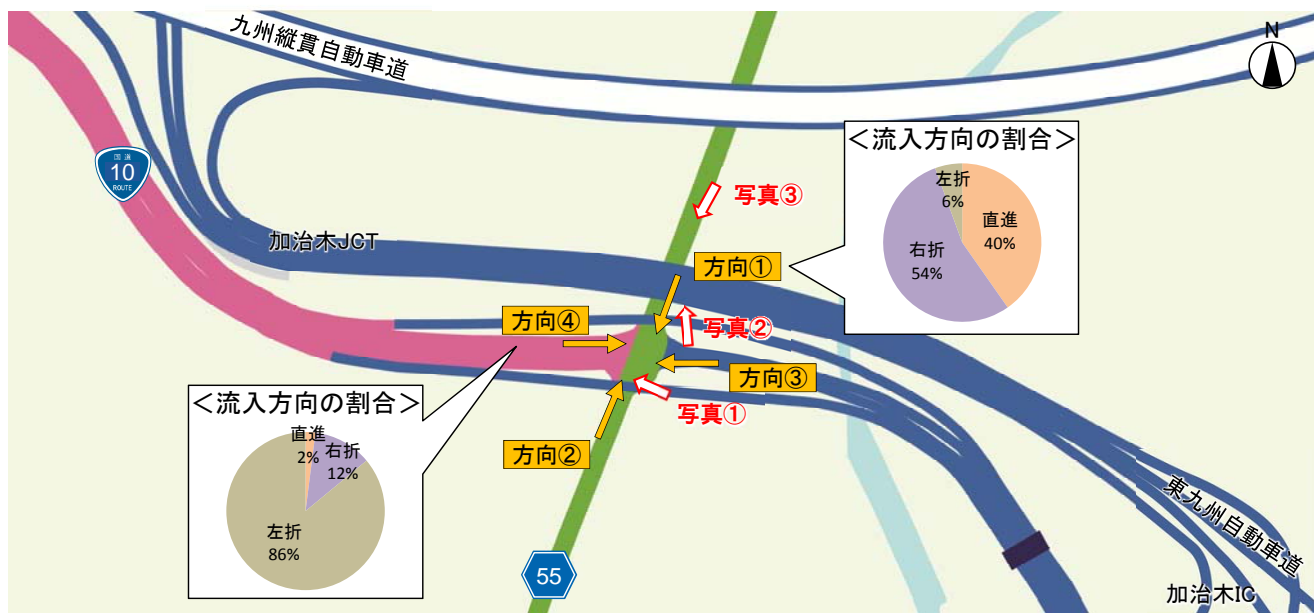 九州縦貫自動車道
N
国道
10
ROUTE
加治木JCT
写真③
＜流入方向の割合＞
左折
6%
直進
40%
右折
54%
方向①
方向④
写真②
方向③
写真①
方向②
＜流入方向の割合＞
直進
2%
右折
12%
左折
86%
55
東九州自動車道
加治木IC